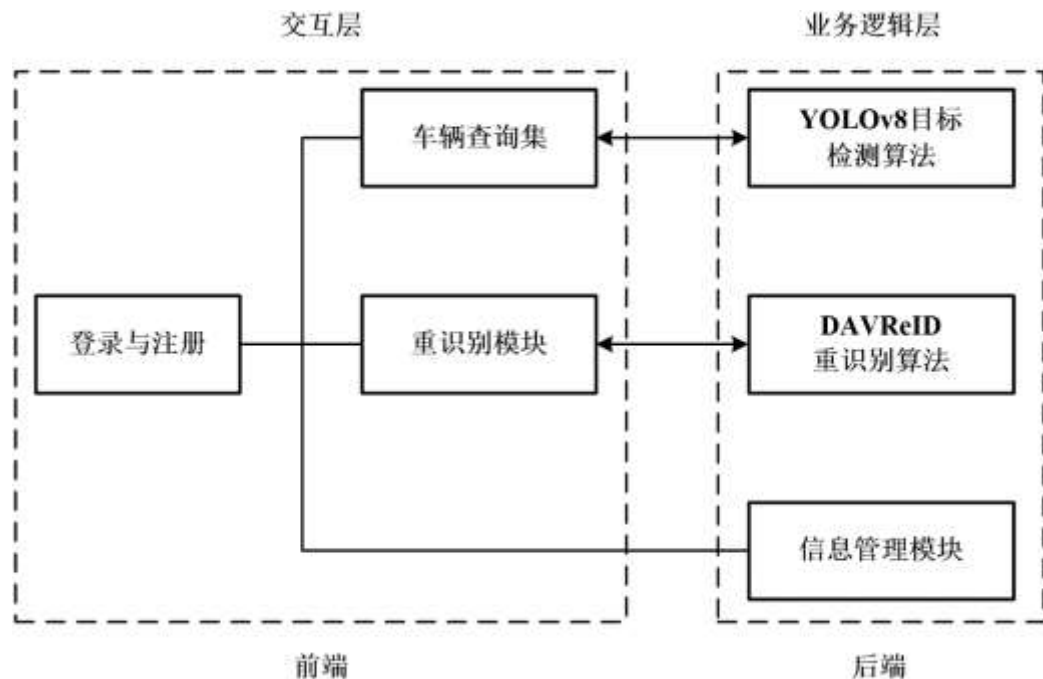 交互层
业务逻辑层
车辆查询集
YOLOv8目标
检测算法
登录与注册
重识别模块
DAVReID
重识别算法
信息管理模块
前端
后端